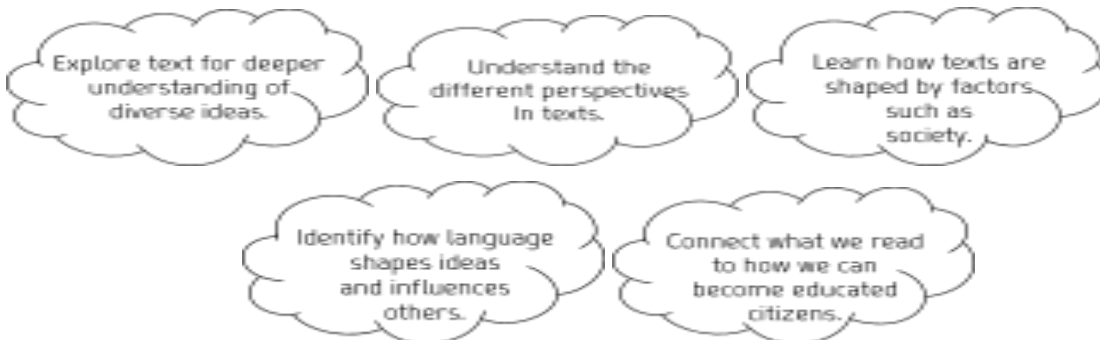 Explore text for deeper
understanding of
diverse ideas.
Understand the
different perspectives
In texts.
Learn how texts are
shaped by factors
such as
society.
Identify how language
shapes ideas
and influences
others.
Connect what we read
to how we can
become educated
citizens.